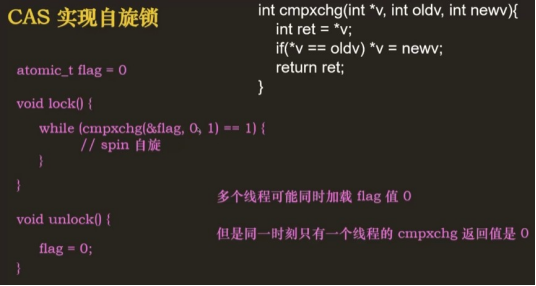 CAS 实现自旋锁
int cmpxchg(int *v, int oldv, int newv){
int ret = *v;
if(*v == oldv) *v = newv;
return ret;
}
atomic_t flag = 0
void lock() {
while (cmpxchg(&flag, 0, 1) == 1) {
// spin 自旋
}
}
多个线程可能同时加载 flag 值 0
void unlock() {
但是同一时刻只有一个线程的 cmpxchg 返回值是 0
flag = 0;
}